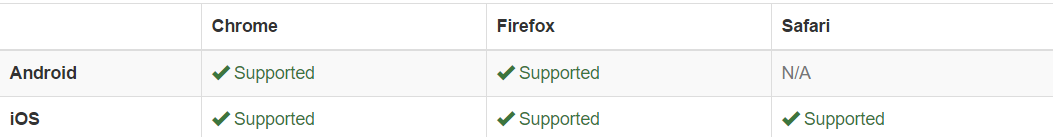 Chrome Firefox Safari
Android ✔ Supported ✔ Supported N/A
iOS ✔ Supported ✔ Supported ✔ Supported